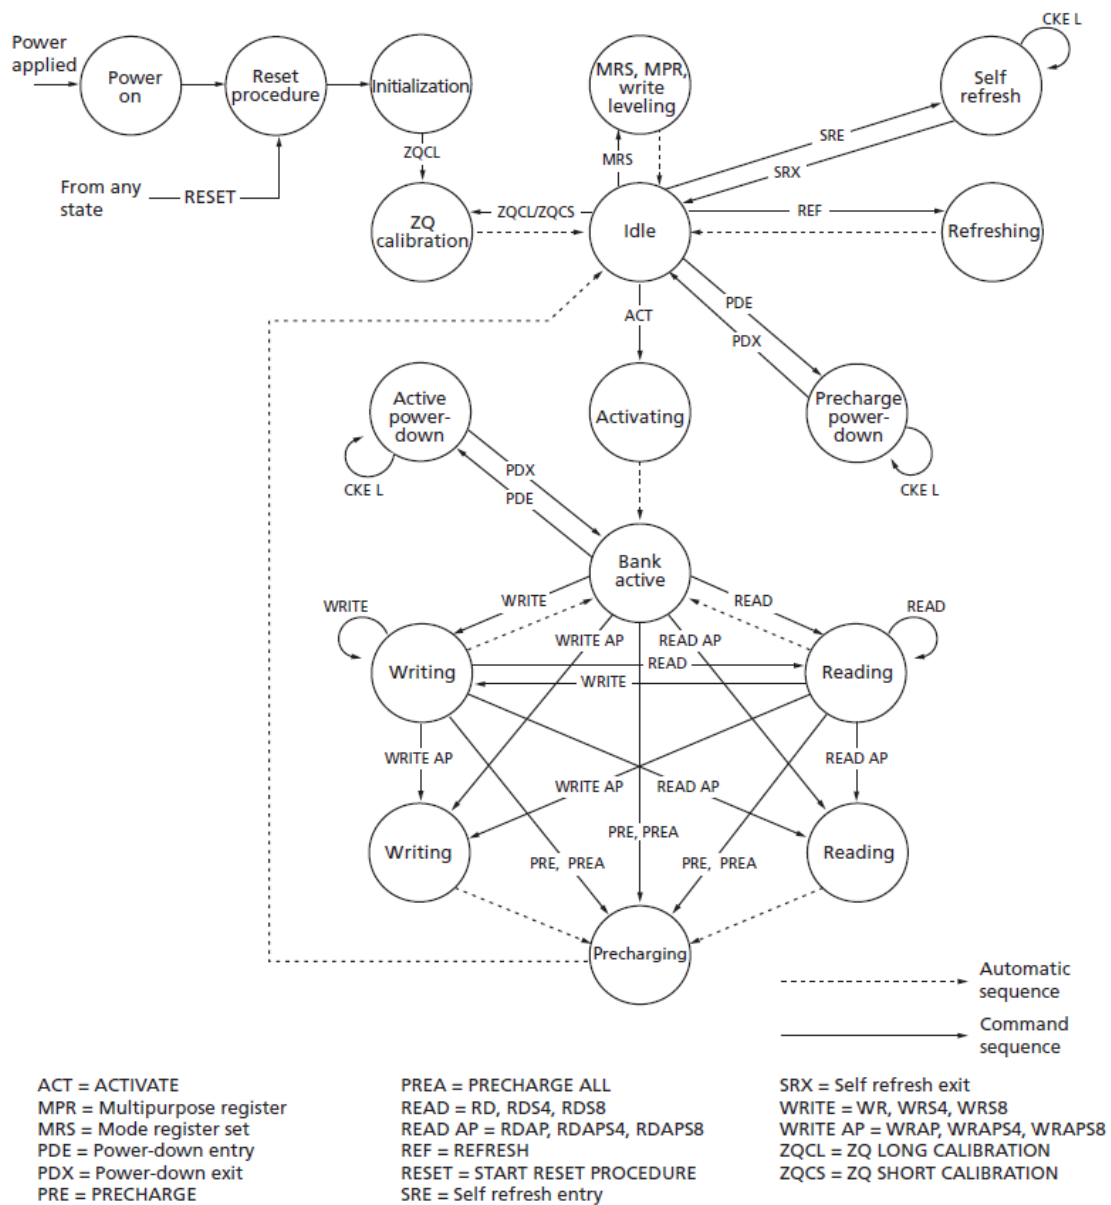 Power
applied
Power
on
Reset
procedure
Initialization
MRS, MPR,
write
leveling
CKE L
Self
refresh
ZQCL
MRS
SRE
SRX
From any
state
RESET
ZQ
calibration
ZQCL/ZQCS
Idle
REF
Refreshing
PDE
PDX
ACT
Active
power-
down
Activating
Precharge
power-
down
CKE L
CKE L
PDX
PDE
Bank
active
WRITE
WRITE
READ
READ
WRITE AP
READ AP
Writing
READ
WRITE
Reading
WRITE AP
WRITE AP
READ AP
READ AP
Writing
PRE, PREA
Reading
PRE, PREA
PRE, PREA
Precharging
Automatic
sequence
Command
sequence
ACT = ACTIVATE
MPR = Multipurpose register
MRS = Mode register set
PDE = Power-down entry
PDX = Power-down exit
PRE = PRECHARGE
PREA = PRECHARGE ALL
READ = RD, RDS4, RDS8
READ AP = RDAP, RDAPS4, RDAPS8
REF = REFRESH
RESET = START RESET PROCEDURE
SRE = Self refresh entry
SRX = Self refresh exit
WRITE = WR, WRS4, WRS8
WRITE AP = WRAP, WRAPS4, WRAPS8
ZQCL = ZQ LONG CALIBRATION
ZQCS = ZQ SHORT CALIBRATION